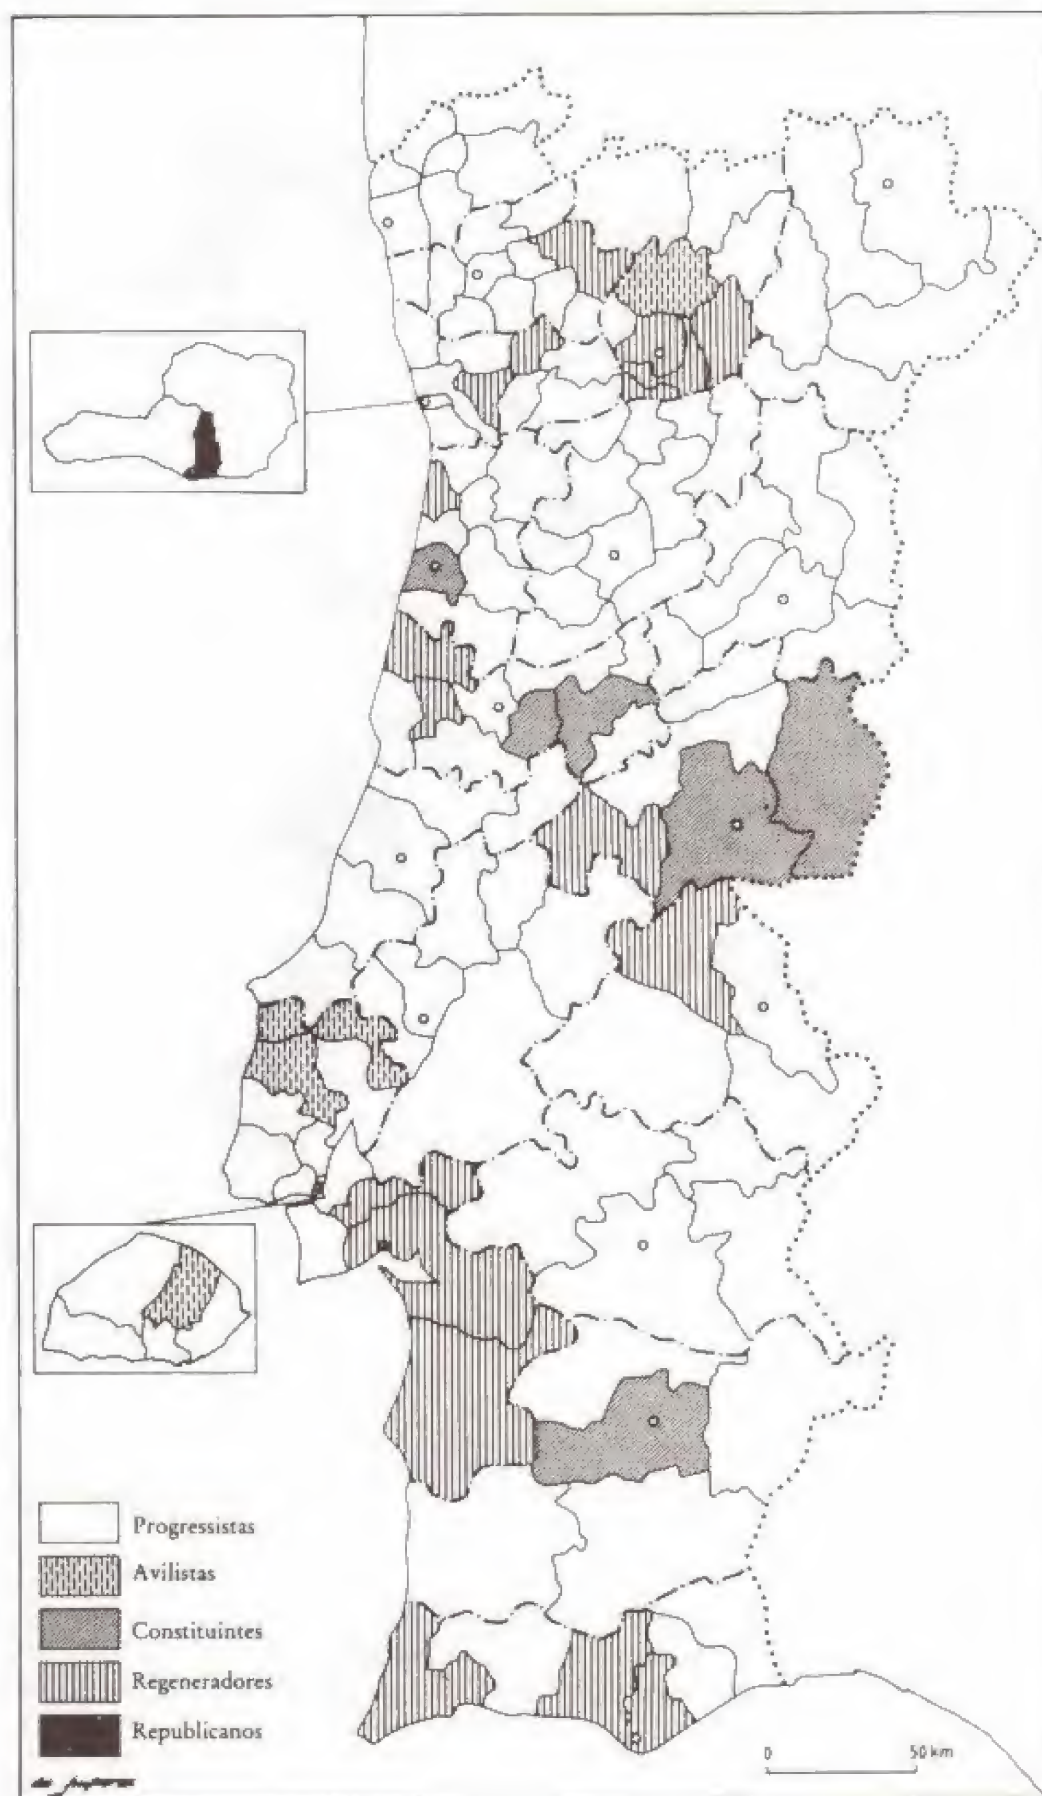 Progressistas
Avilistas
Constituintes
Regeneradores
Republicanos
0 50 km